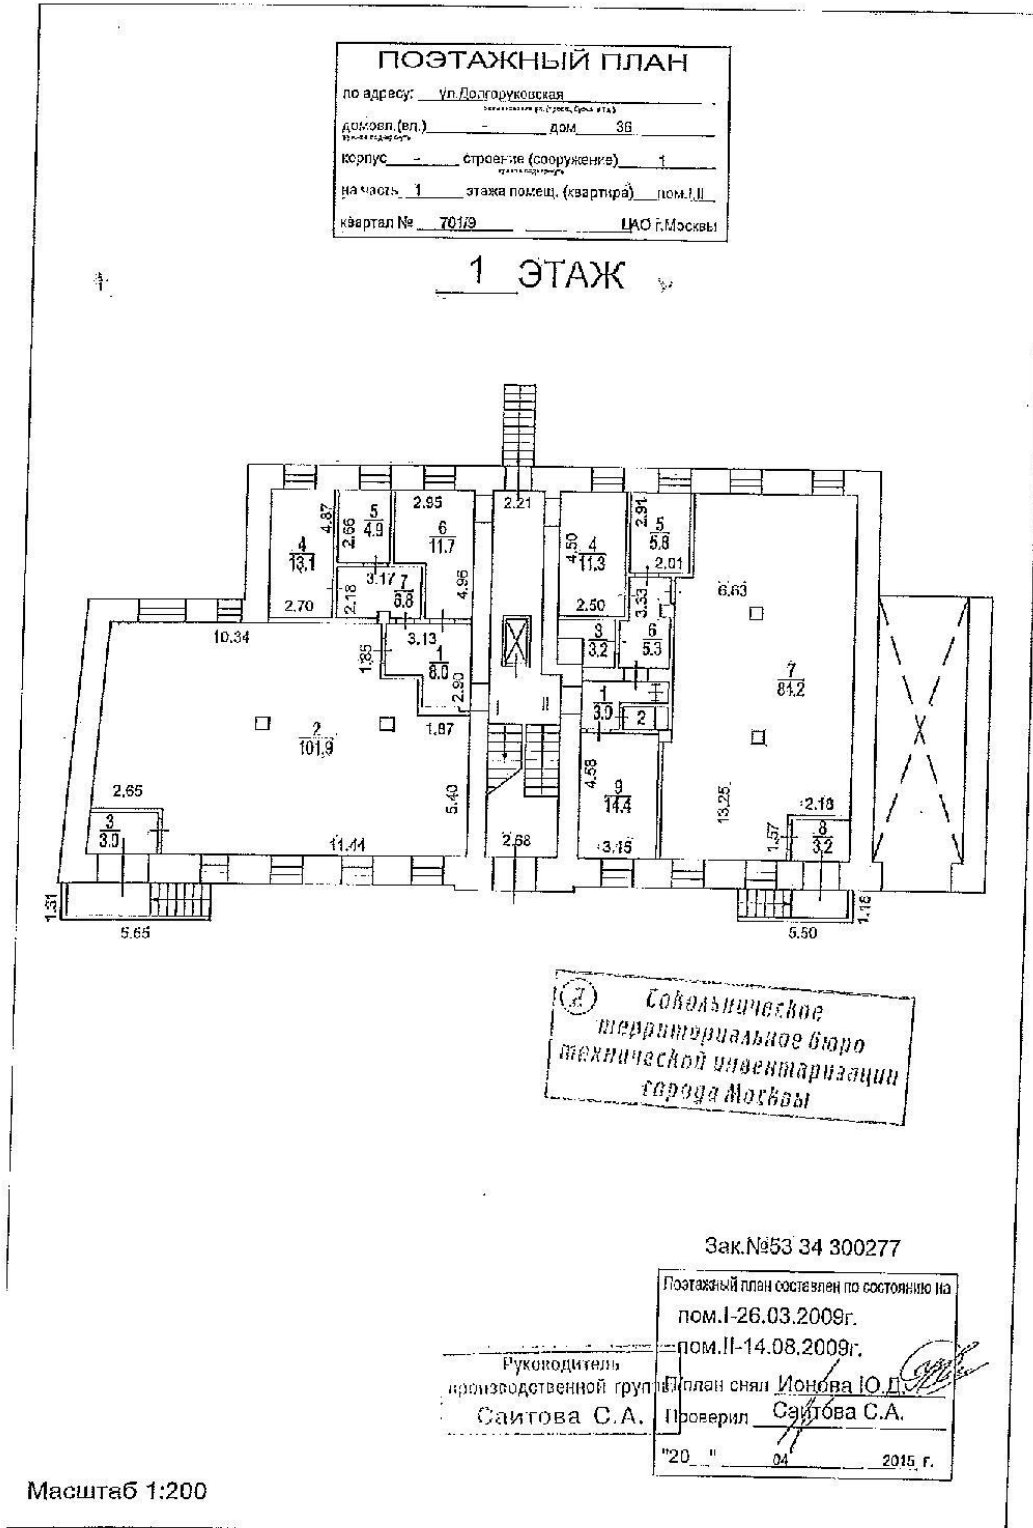 ПОЭТАЖНЫЙ ПЛАН
по адресу: ул.Долгоруковская
домовл.(вл.) - дом 36
корпус - строение (сооружение) 1
на часть 1 этажа помещ. (квартира) пом.I,II
квартал № 701/9 ЦАО г.Москвы
1 ЭТАЖ
2.95 2.21
4.87 2.66 5 4.9 6 11.7 4.50 4 11.3 2.91 5 5.8
4 13.1 3.17 7 6.8 4.96 2.01
2.70 2.18 2.50 3.33 6.63
10.34 1.85 3.13 1 8.0 3 3.2 6 5.3
2.90 7 84.2
1 3.0 2
2 101.9 1.87 I II
2.65 5.40 4.58 9 14.4 13.25 2.18
3 3.0 11.44 2.68 3.15 1.57 8 3.2
1.31 1.18
5.65 5.50
2 Сокольническое
территориальное бюро
технической инвентаризации
города Москвы
Зак.№53 34 300277
Поэтажный план составлен по состоянию на
пом.I-26.03.2009г.
пом.II-14.08.2009г.
Руководитель
производственной группы
Саитова С.А.
План снял Ионова Ю.Д.
Проверил Саитова С.А.
"20 " 04 2015 г.
Масштаб 1:200